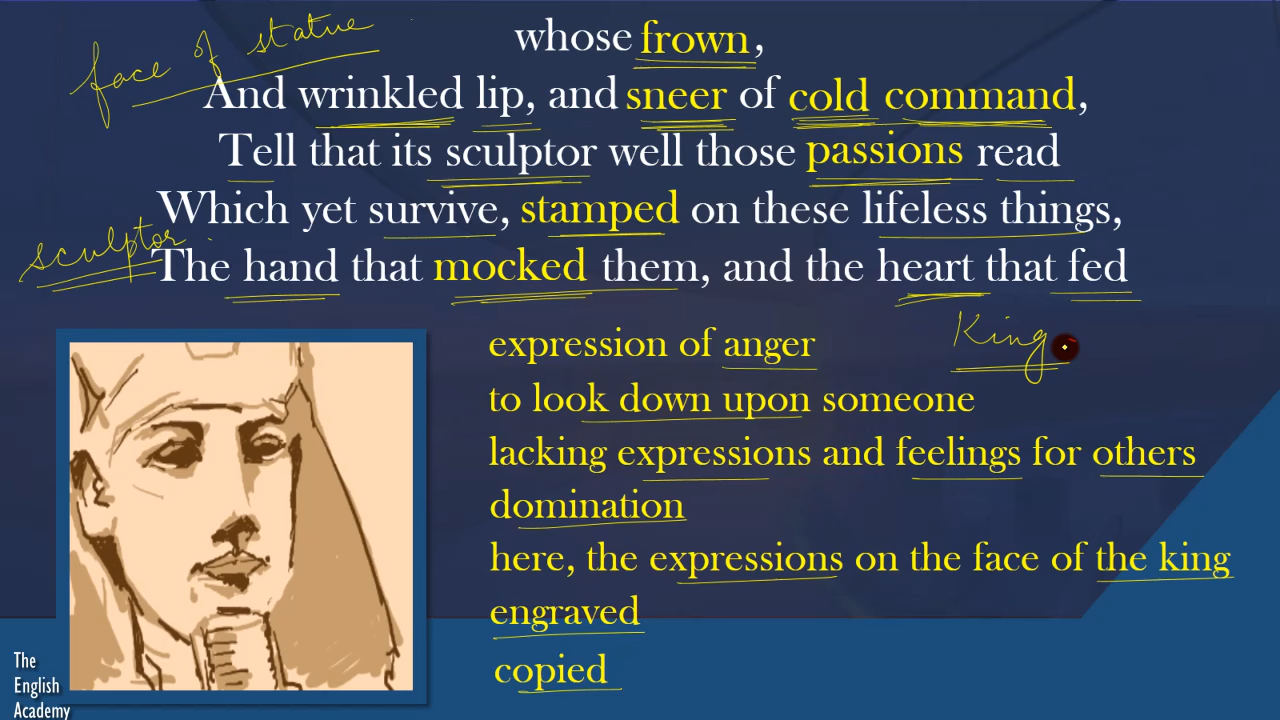 face of statue
whose frown,
And wrinkled lip, and sneer of cold command,
Tell that its sculptor well those passions read
Which yet survive, stamped on these lifeless things,
sculptor
The hand that mocked them, and the heart that fed
King
expression of anger
to look down upon someone
lacking expressions and feelings for others
domination
here, the expressions on the face of the king
engraved
copied
The
English
Academy